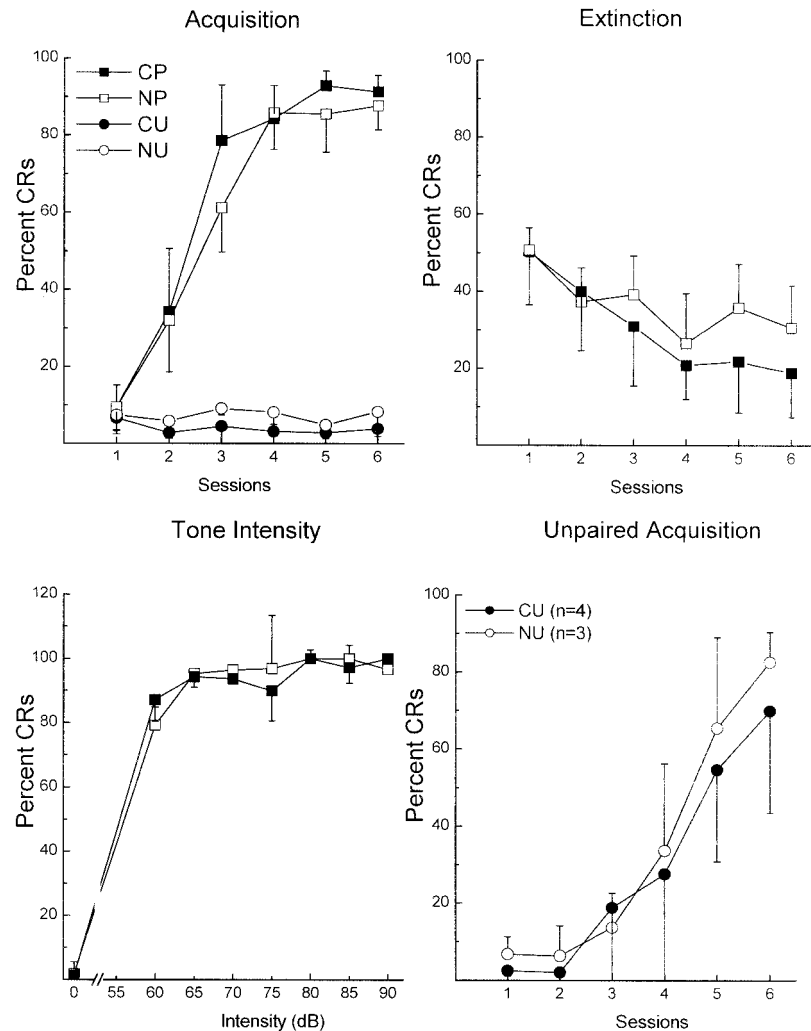 Acquisition
100
80
60
40
20
Percent CRs
CP
NP
CU
NU
1 2 3 4 5 6
Sessions
Extinction
100
80
60
40
20
Percent CRs
1 2 3 4 5 6
Sessions
Tone Intensity
120
100
80
60
40
20
Percent CRs
0 55 60 65 70 75 80 85 90
Intensity (dB)
Unpaired Acquisition
100
80
60
40
20
Percent CRs
CU (n=4)
NU (n=3)
1 2 3 4 5 6
Sessions